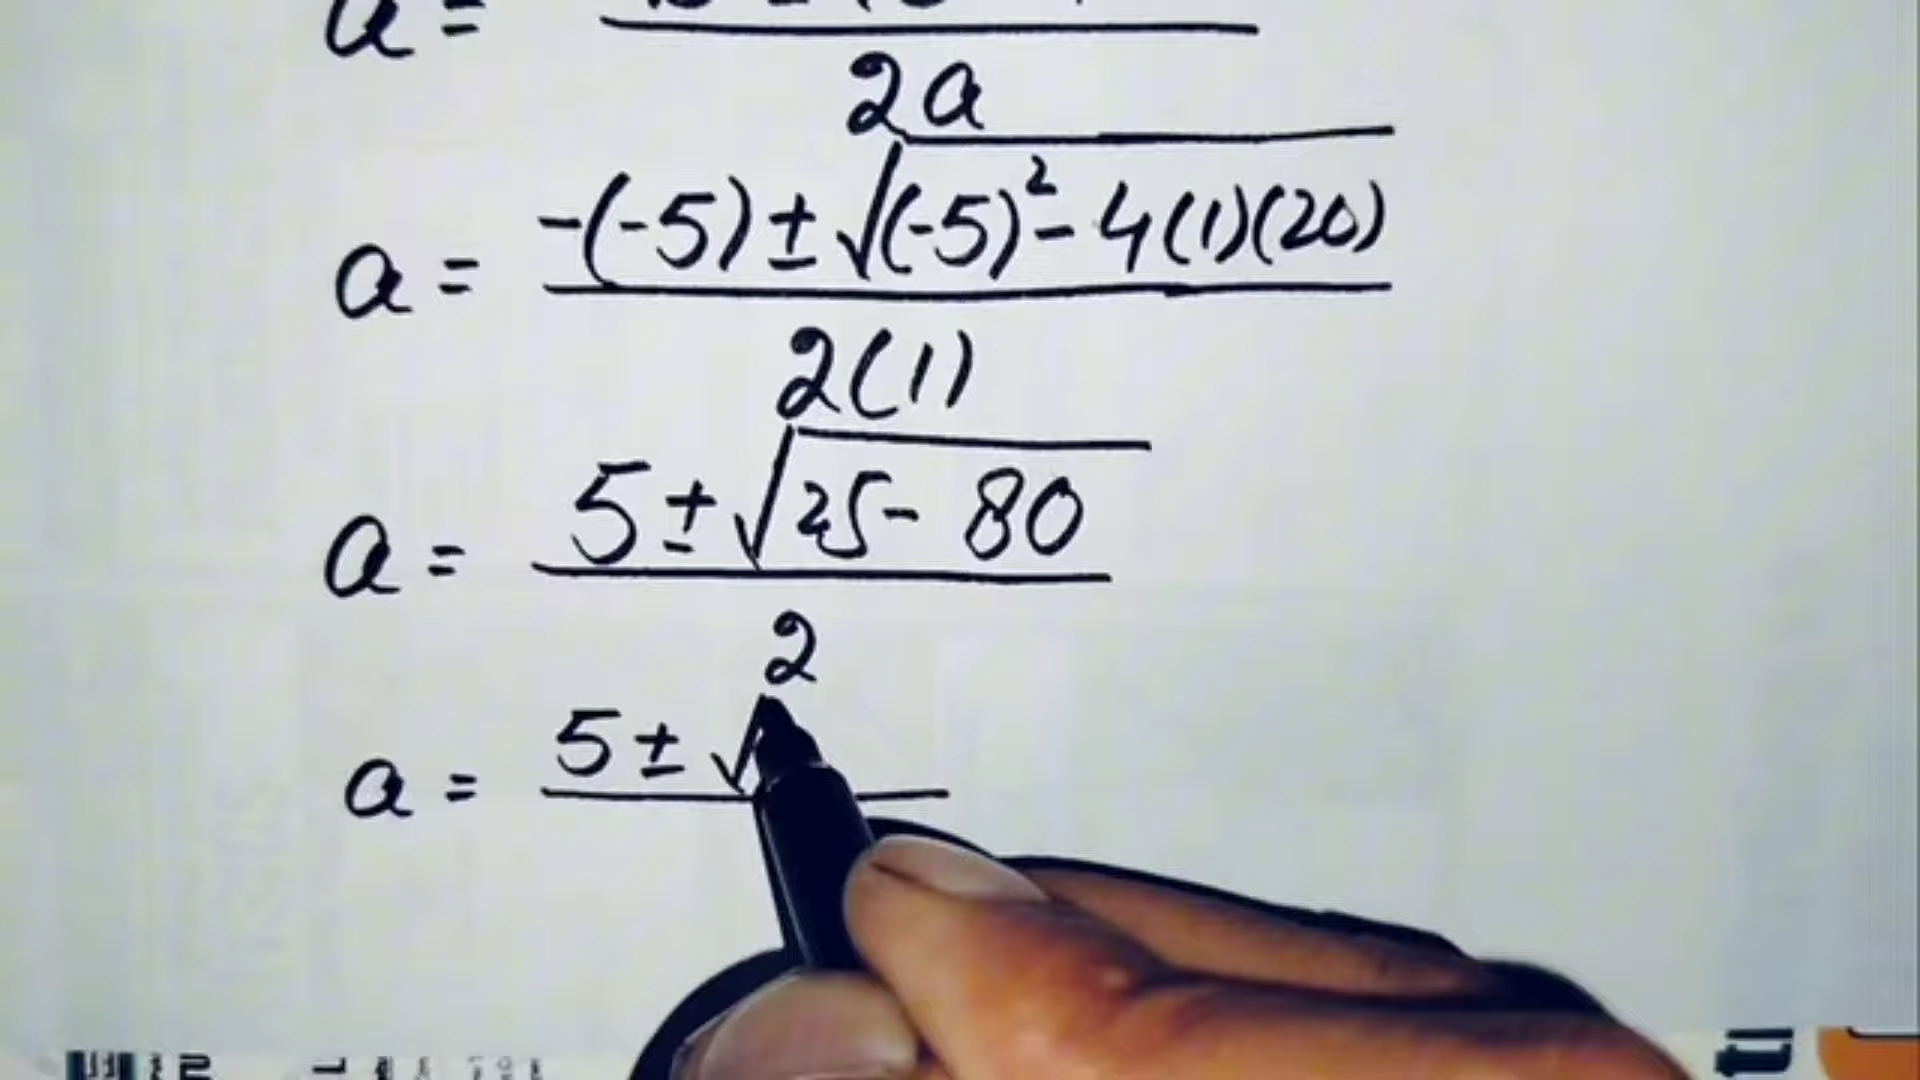 a =
2a
a = -(-5) ± √(-5)² - 4(1)(20)
2(1)
a = 5 ± √25 - 80
2
a = 5 ± √